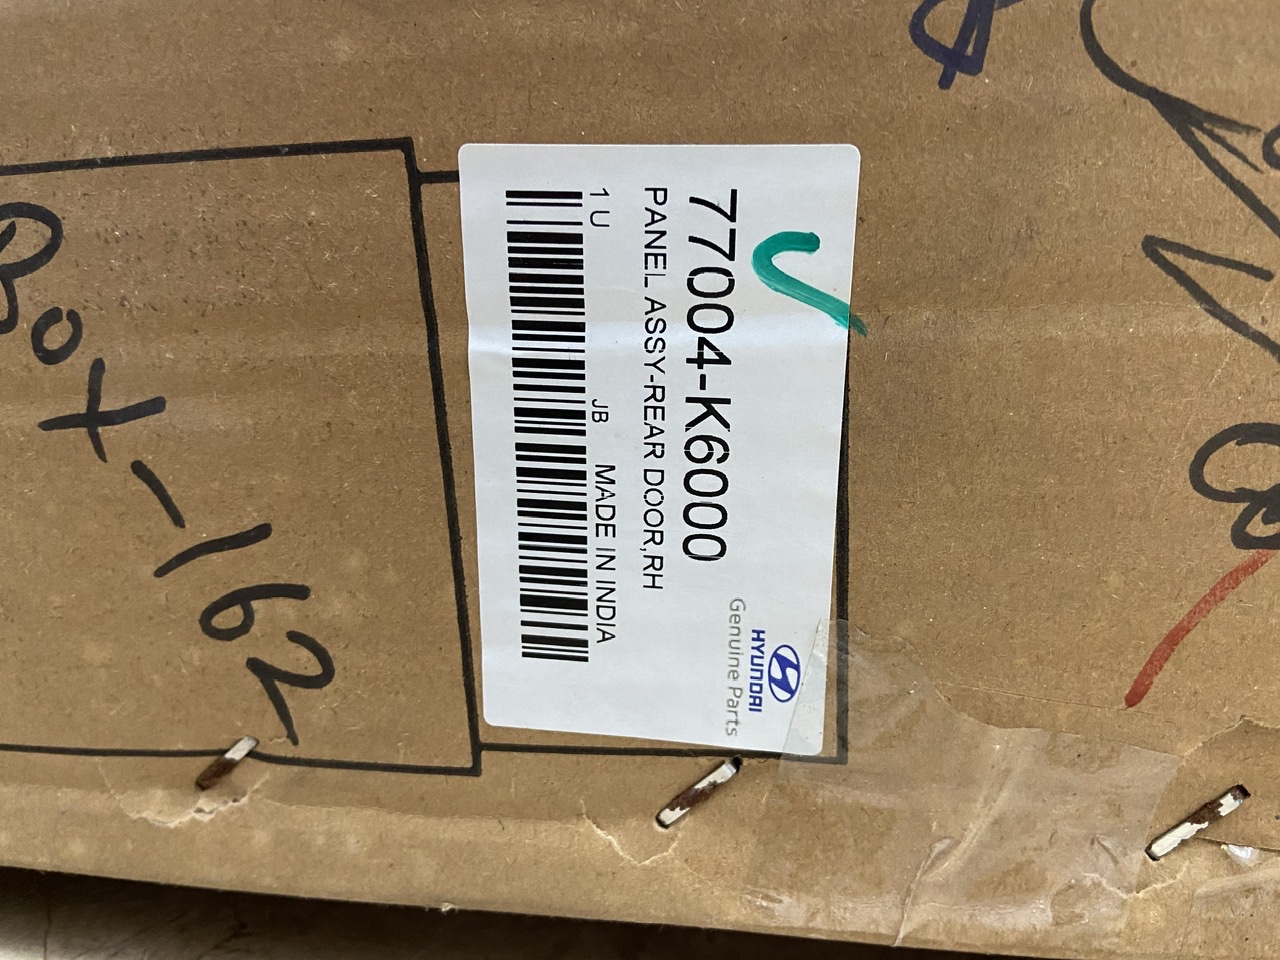 77004-K6000
PANEL ASSY-REAR DOOR,RH
1 U JB MADE IN INDIA
HYUNDAI
Genuine Parts
Box-162